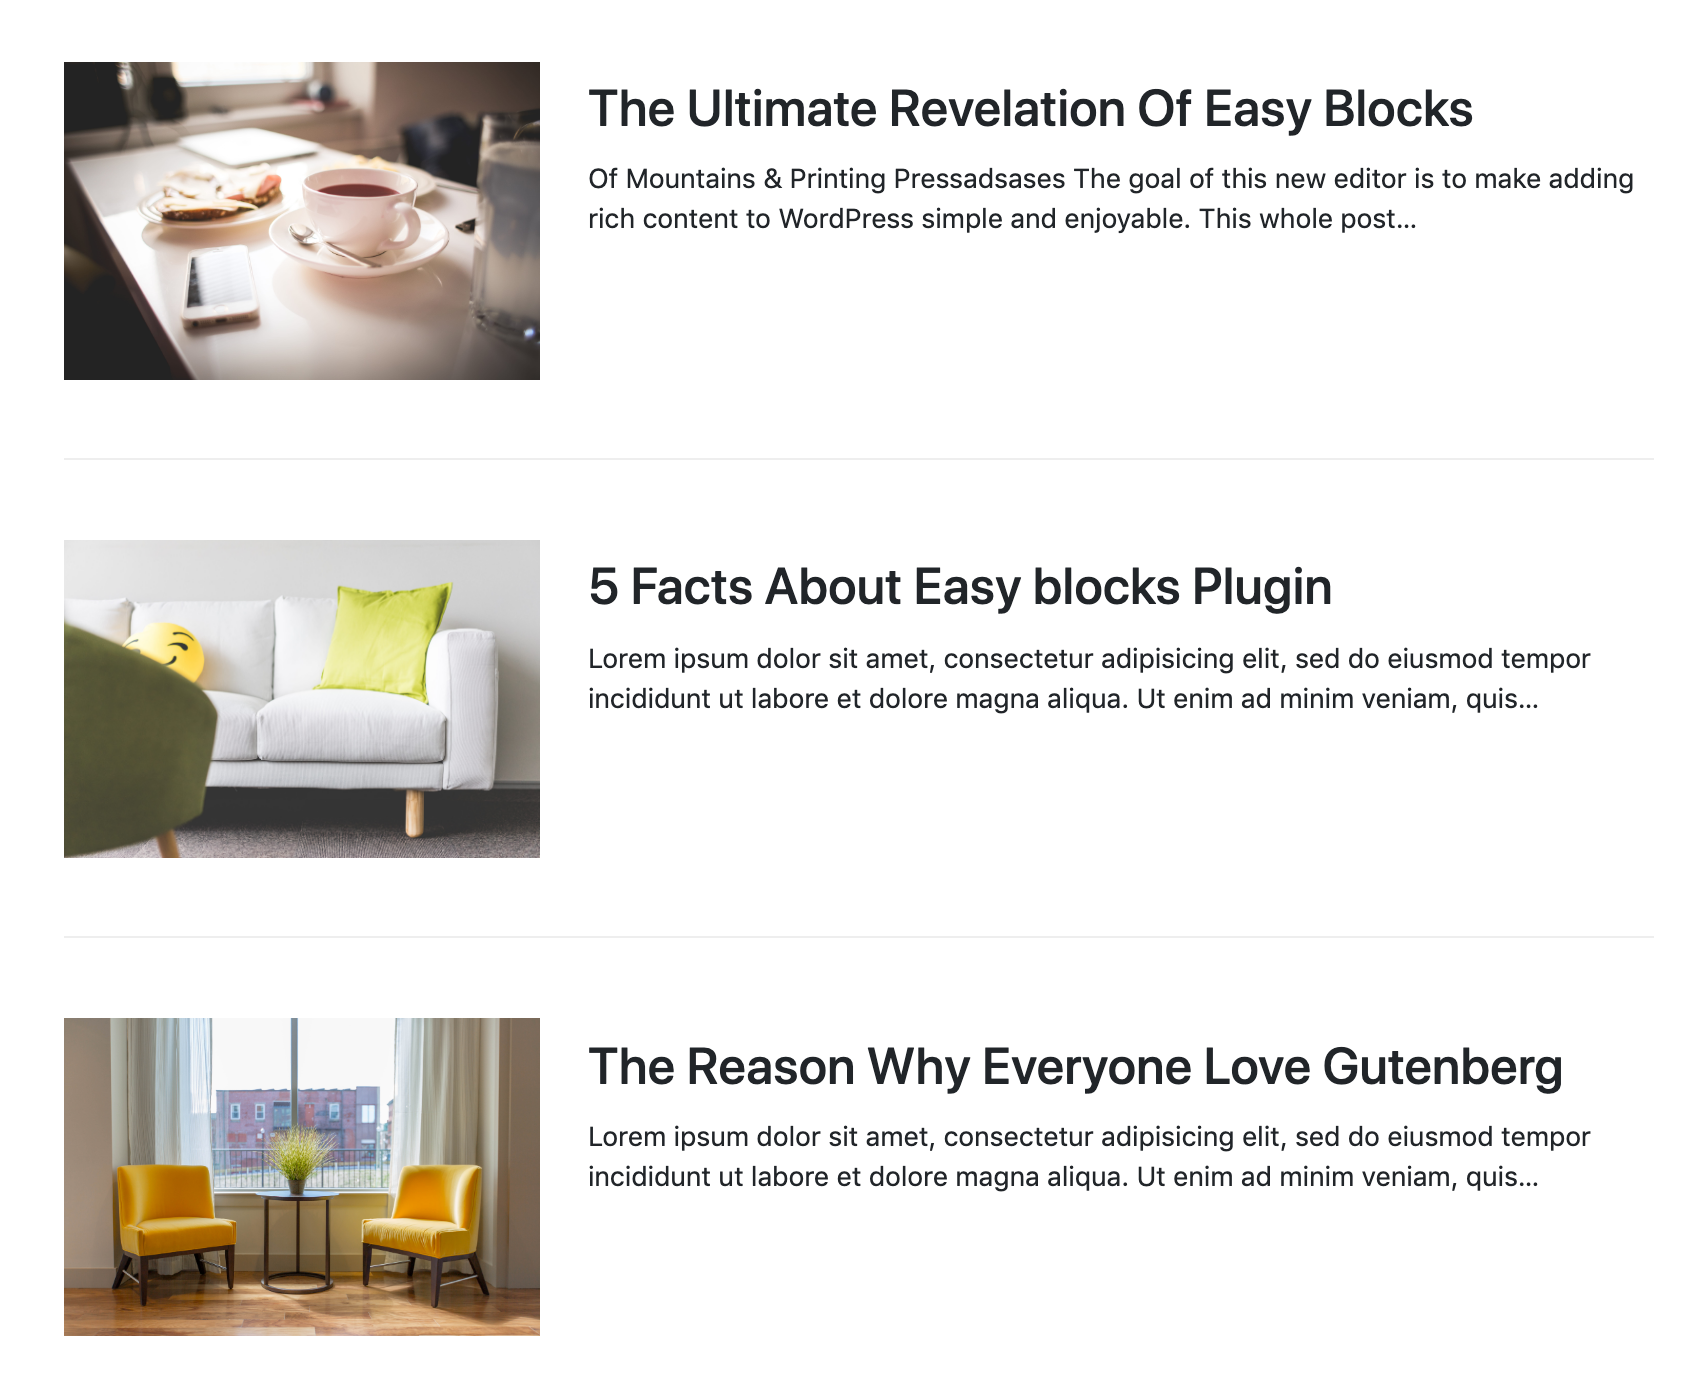 The Ultimate Revelation Of Easy Blocks
Of Mountains & Printing Pressadsases The goal of this new editor is to make adding
rich content to WordPress simple and enjoyable. This whole post...
5 Facts About Easy blocks Plugin
Lorem ipsum dolor sit amet, consectetur adipisicing elit, sed do eiusmod tempor
incididunt ut labore et dolore magna aliqua. Ut enim ad minim veniam, quis...
The Reason Why Everyone Love Gutenberg
Lorem ipsum dolor sit amet, consectetur adipisicing elit, sed do eiusmod tempor
incididunt ut labore et dolore magna aliqua. Ut enim ad minim veniam, quis...